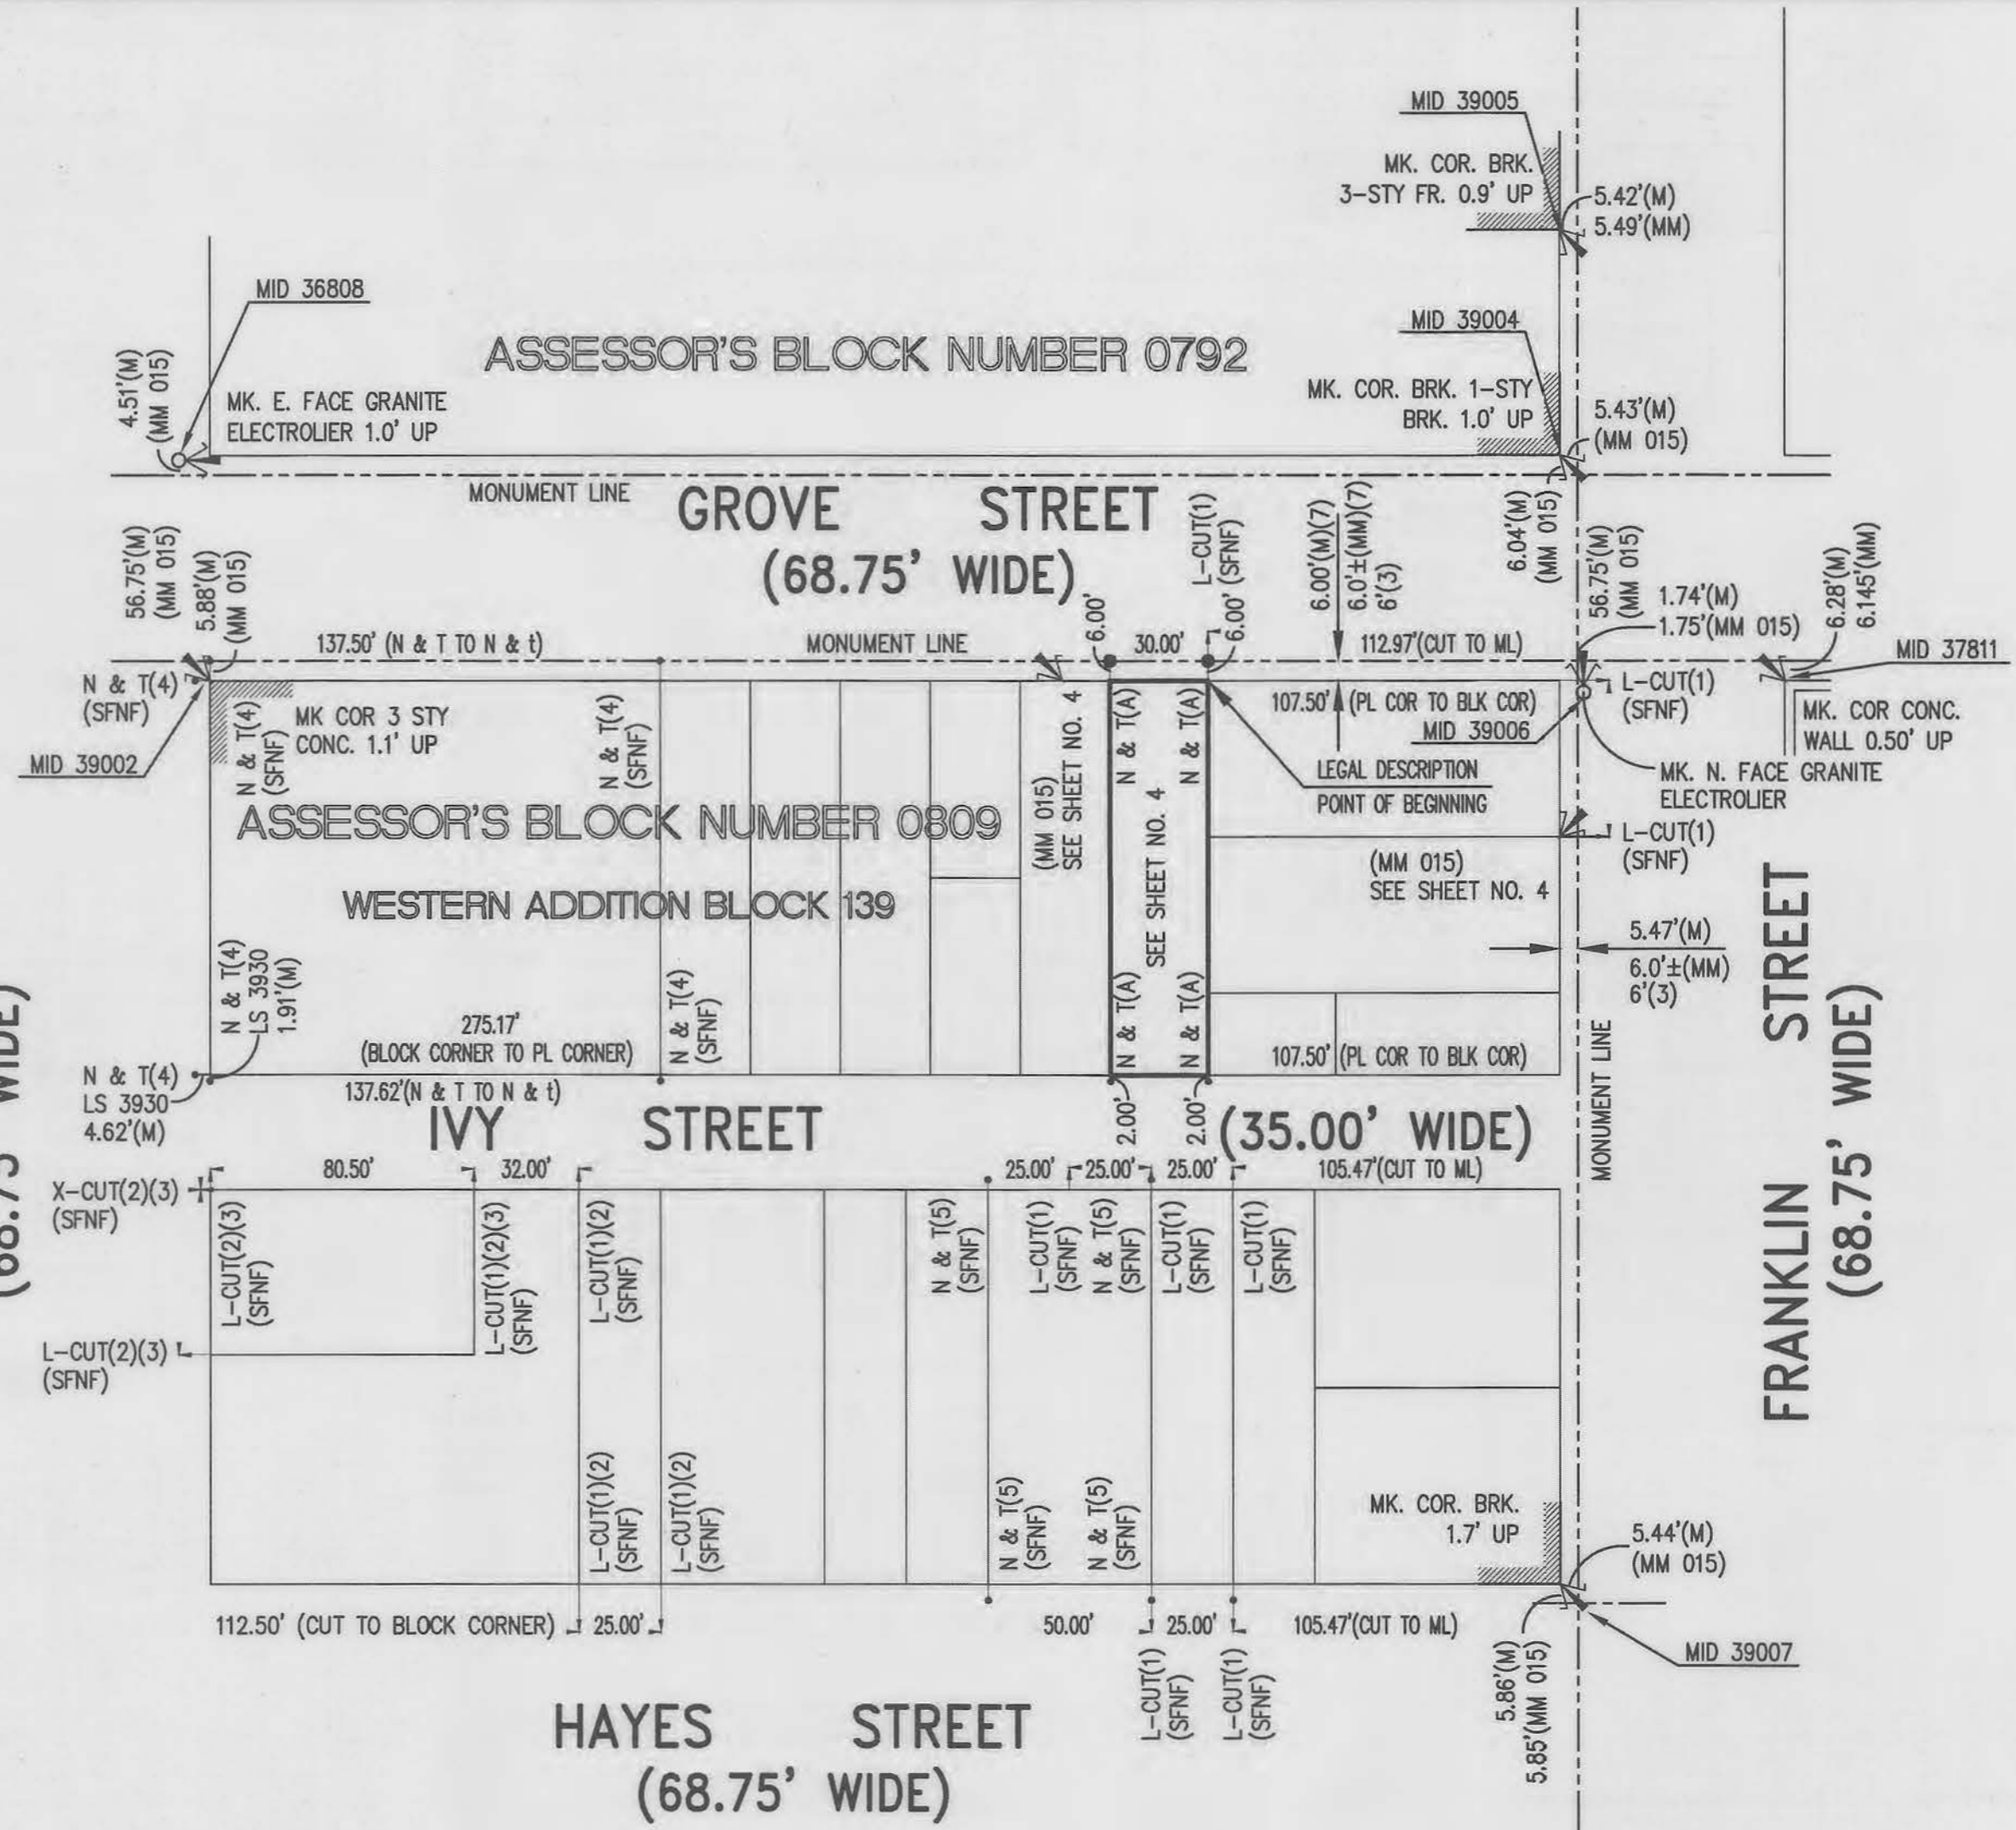 MID 39005
MK. COR. BRK.
3-STY FR. 0.9' UP
5.42'(M)
5.49'(MM)
MID 36808
MID 39004
ASSESSOR'S BLOCK NUMBER 0792
4.51'(M)
(MM 015)
MK. E. FACE GRANITE
ELECTROLIER 1.0' UP
MK. COR. BRK. 1-STY
BRK. 1.0' UP
5.43'(M)
(MM 015)
MONUMENT LINE
GROVE STREET
(68.75' WIDE)
L-CUT(1)
(SFNF)
6.00'(M)(7)
6.0'±(MM)(7)
6'(3)
6.04'(M)
(MM 015)
56.75'(M)
(MM 015)
5.88'(M)
(MM 015)
56.75'(M)
(MM 015)
1.74'(M)
1.75'(MM 015)
6.28'(M)
6.145'(MM)
137.50' (N & T TO N & t)
MONUMENT LINE
6.00'
30.00'
6.00'
112.97'(CUT TO ML)
MID 37811
N & T(4)
(SFNF)
N & T(4)
(SFNF)
MK COR 3 STY
CONC. 1.1' UP
N & T(4)
(SFNF)
(MM 015)
SEE SHEET NO. 4
N & T(A)
N & T(A)
SEE SHEET NO. 4
107.50' (PL COR TO BLK COR)
MID 39006
L-CUT(1)
(SFNF)
MK. COR CONC.
WALL 0.50' UP
MID 39002
LEGAL DESCRIPTION
POINT OF BEGINNING
MK. N. FACE GRANITE
ELECTROLIER
ASSESSOR'S BLOCK NUMBER 0809
L-CUT(1)
(SFNF)
(MM 015)
SEE SHEET NO. 4
WESTERN ADDITION BLOCK 139
5.47'(M)
6.0'±(MM)
6'(3)
N & T(4)
LS 3930
1.91'(M)
N & T(4)
(SFNF)
N & T(A)
N & T(A)
275.17'
(BLOCK CORNER TO PL CORNER)
107.50' (PL COR TO BLK COR)
MONUMENT LINE
FRANKLIN STREET
(68.75' WIDE)
(68.75' WIDE)
N & T(4)
LS 3930
4.62'(M)
137.62'(N & T TO N & t)
IVY STREET
2.00'
2.00'
(35.00' WIDE)
80.50'
32.00'
25.00'
25.00'
25.00'
105.47'(CUT TO ML)
X-CUT(2)(3)
(SFNF)
L-CUT(2)(3)
(SFNF)
L-CUT(1)(2)(3)
(SFNF)
L-CUT(1)(2)
(SFNF)
N & T(5)
(SFNF)
L-CUT(1)
(SFNF)
N & T(5)
(SFNF)
L-CUT(1)
(SFNF)
L-CUT(1)
(SFNF)
L-CUT(2)(3)
(SFNF)
L-CUT(1)(2)
(SFNF)
L-CUT(1)(2)
(SFNF)
N & T(5)
(SFNF)
N & T(5)
(SFNF)
MK. COR. BRK.
1.7' UP
5.44'(M)
(MM 015)
112.50' (CUT TO BLOCK CORNER)
25.00'
50.00'
25.00'
105.47'(CUT TO ML)
L-CUT(1)
(SFNF)
L-CUT(1)
(SFNF)
5.86'(M)
5.85'(MM 015)
MID 39007
HAYES STREET
(68.75' WIDE)